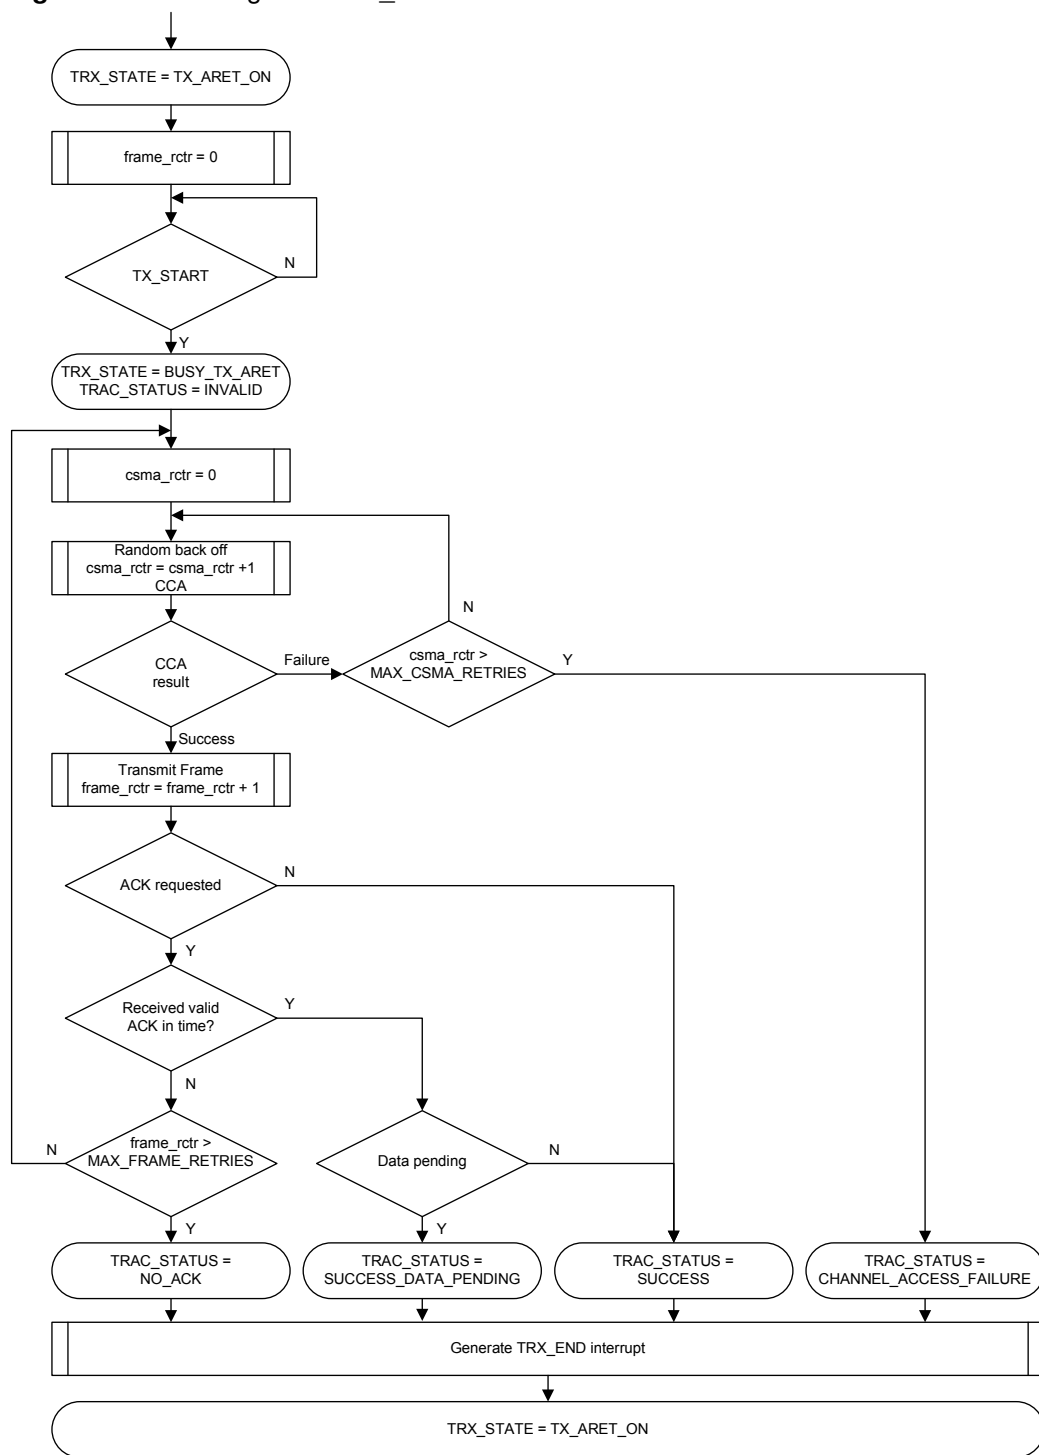 TRX_STATE = TX_ARET_ON
frame_rctr = 0
TX_START
N
Y
TRX_STATE = BUSY_TX_ARET
TRAC_STATUS = INVALID
csma_rctr = 0
Random back off
csma_rctr = csma_rctr +1
CCA
N
CCA
result
Failure
csma_rctr >
MAX_CSMA_RETRIES
Y
Success
Transmit Frame
frame_rctr = frame_rctr + 1
ACK requested
N
Y
Received valid
ACK in time?
Y
N
frame_rctr >
MAX_FRAME_RETRIES
N
Data pending
N
Y
Y
TRAC_STATUS =
NO_ACK
TRAC_STATUS =
SUCCESS_DATA_PENDING
TRAC_STATUS =
SUCCESS
TRAC_STATUS =
CHANNEL_ACCESS_FAILURE
Generate TRX_END interrupt
TRX_STATE = TX_ARET_ON